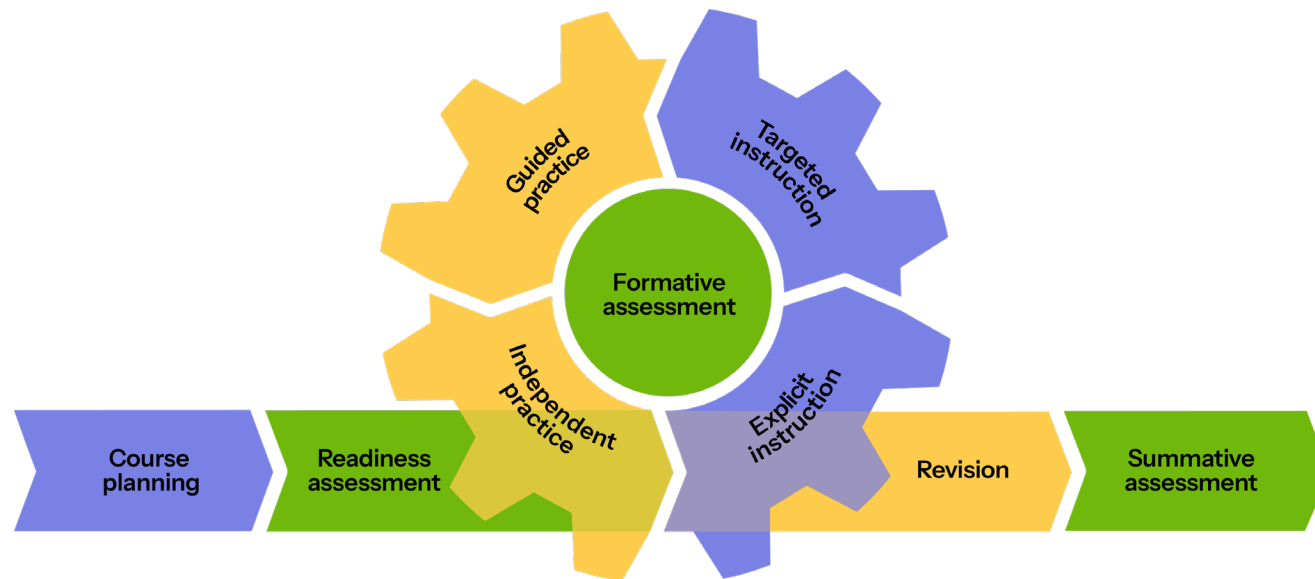 Guided
practice
Targeted
instruction
Formative
assessment
Independent
practice
Explicit
instruction
Course
planning
Readiness
assessment
Revision
Summative
assessment